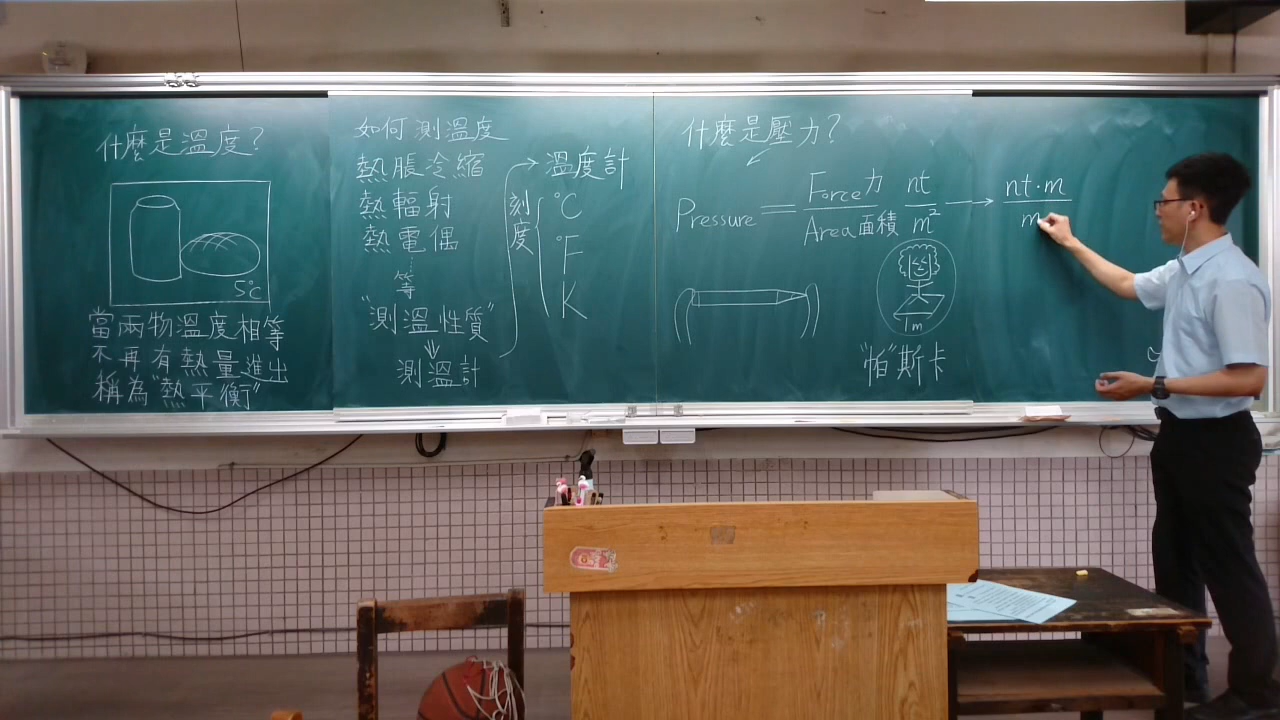 什麼是溫度?
5℃
當兩物溫度相等
不再有熱量進出
稱為"熱平衡"
如何測溫度
熱脹冷縮
熱輻射
熱電偶
等
"測溫性質"
測溫計
溫度計
刻度
℃
℉
K
什麼是壓力?
Pressure = Force力 / Area面積 nt / m² → nt·m / m
1m
"怕"斯卡